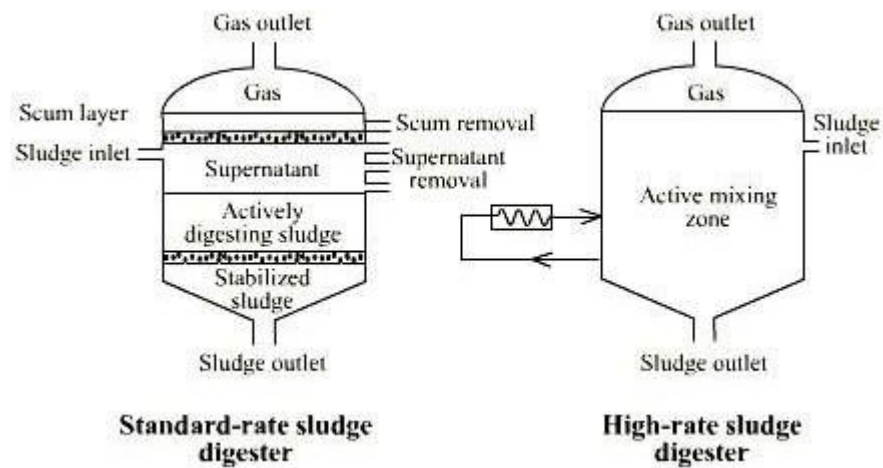 Gas outlet
Gas
Scum layer
Scum removal
Sludge inlet
Supernatant
Supernatant
removal
Actively
digesting sludge
Stabilized
sludge
Sludge outlet
Standard-rate sludge
digester
Gas outlet
Gas
Sludge
inlet
Active mixing
zone
Sludge outlet
High-rate sludge
digester